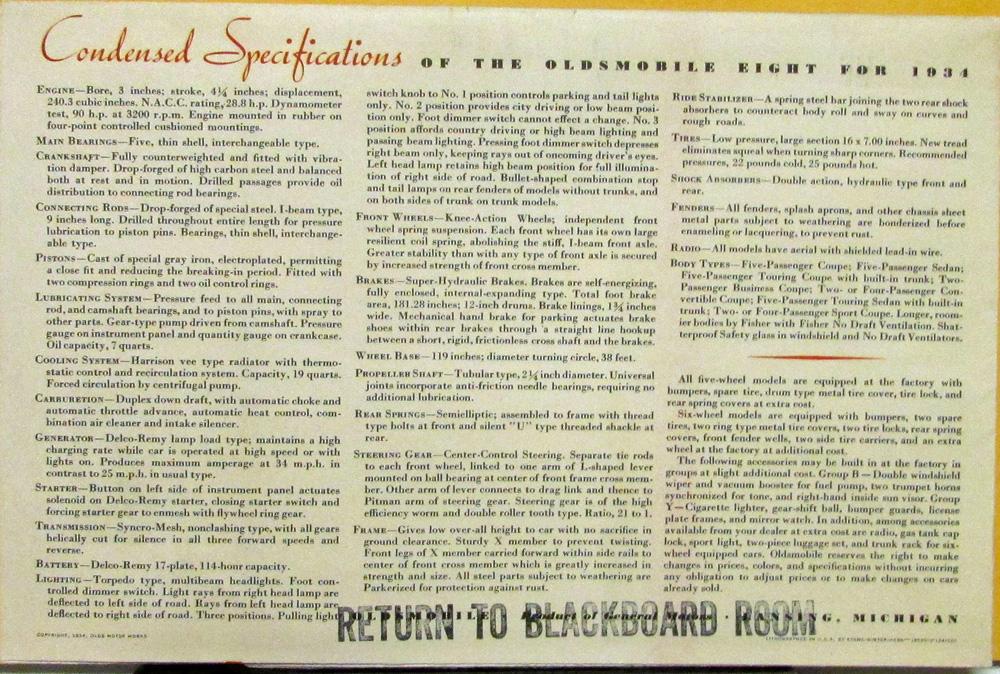 Condensed Specifications OF THE OLDSMOBILE EIGHT FOR 1934
ENGINE—Bore, 3 inches; stroke, 4¼ inches; displacement,
240.3 cubic inches. N.A.C.C. rating, 28.8 h.p. Dynamometer
test, 90 h.p. at 3200 r.p.m. Engine mounted in rubber on
four-point controlled cushioned mountings.
MAIN BEARINGS—Five, thin shell, interchangeable type.
CRANKSHAFT—Fully counterweighted and fitted with vibra-
tion damper. Drop-forged of high carbon steel and balanced
both at rest and in motion. Drilled passages provide oil
distribution to connecting rod bearings.
CONNECTING RODS—Drop-forged of special steel. I-beam type,
9 inches long. Drilled throughout entire length for pressure
lubrication to piston pins. Bearings, thin shell, interchange-
able type.
PISTONS—Cast of special gray iron, electroplated, permitting
a close fit and reducing the breaking-in period. Fitted with
two compression rings and two oil control rings.
LUBRICATING SYSTEM—Pressure feed to all main, connecting
rod, and camshaft bearings, and to piston pins, with spray to
other parts. Gear-type pump driven from camshaft. Pressure
gauge on instrument panel and quantity gauge on crankcase.
Oil capacity, 7 quarts.
COOLING SYSTEM—Harrison vee type radiator with thermo-
static control and recirculation system. Capacity, 19 quarts.
Forced circulation by centrifugal pump.
CARBURETION—Duplex down draft, with automatic choke and
automatic throttle advance, automatic heat control, com-
bination air cleaner and intake silencer.
GENERATOR—Delco-Remy lamp load type; maintains a high
charging rate while car is operated at high speed or with
lights on. Produces maximum amperage at 34 m.p.h. in
contrast to 25 m.p.h. in usual type.
STARTER—Button on left side of instrument panel actuates
solenoid on Delco-Remy starter, closing starter switch and
forcing starter gear to enmesh with flywheel ring gear.
TRANSMISSION—Syncro-Mesh, nonclashing type, with all gears
helically cut for silence in all three forward speeds and
reverse.
BATTERY—Delco-Remy 17-plate, 114-hour capacity.
LIGHTING—Torpedo type, multibeam headlights. Foot con-
trolled dimmer switch. Light rays from right head lamp are
deflected to left side of road. Rays from left head lamp are
deflected to right side of road. Three positions. Pulling light
switch knob to No. 1 position controls parking and tail lights
only. No. 2 position provides city driving or low beam posi-
tion only. Foot dimmer switch cannot effect a change. No. 3
position affords country driving or high beam lighting and
passing beam lighting. Pressing foot dimmer switch depresses
right beam only, keeping rays out of oncoming driver's eyes.
Left head lamp retains high beam position for full illumina-
tion of right side of road. Bullet-shaped combination stop
and tail lamps on rear fenders of models without trunks, and
on both sides of trunk on trunk models.
FRONT WHEELS—Knee-Action Wheels; independent front
wheel spring suspension. Each front wheel has its own large
resilient coil spring, abolishing the stiff, I-beam front axle.
Greater stability than with any type of front axle is secured
by increased strength of front cross member.
BRAKES—Super-Hydraulic Brakes. Brakes are self-energizing,
fully enclosed, internal-expanding type. Total foot brake
area, 181.28 inches; 12-inch drums. Brake linings, 1¾ inches
wide. Mechanical hand brake for parking actuates brake
shoes within rear brakes through a straight line hookup
between a short, rigid, frictionless cross shaft and the brakes.
WHEEL BASE—119 inches; diameter turning circle, 38 feet.
PROPELLER SHAFT—Tubular type, 2¼ inch diameter. Universal
joints incorporate anti-friction needle bearings, requiring no
additional lubrication.
REAR SPRINGS—Semielliptic; assembled to frame with thread
type bolts at front and silent "U" type threaded shackle at
rear.
STEERING GEAR—Center-Control Steering. Separate tie rods
to each front wheel, linked to one arm of L-shaped lever
mounted on ball bearing at center of front frame cross mem-
ber. Other arm of lever connects to drag link and thence to
Pitman arm of steering gear. Steering gear is of the high
efficiency worm and double roller tooth type. Ratio, 21 to 1.
FRAME—Gives low over-all height to car with no sacrifice in
ground clearance. Sturdy X member to prevent twisting.
Front legs of X member carried forward within side rails to
center of front cross member which is greatly increased in
strength and size. All steel parts subject to weathering are
Parkerized for protection against rust.
RIDE STABILIZER—A spring steel bar joining the two rear shock
absorbers to counteract body roll and sway on curves and
rough roads.
TIRES—Low pressure, large section 16 x 7.00 inches. New tread
eliminates squeal when turning sharp corners. Recommended
pressures, 22 pounds cold, 25 pounds hot.
SHOCK ABSORBERS—Double action, hydraulic type front and
rear.
FENDERS—All fenders, splash aprons, and other chassis sheet
metal parts subject to weathering are bonderized before
enameling or lacquering, to prevent rust.
RADIO—All models have aerial with shielded lead-in wire.
BODY TYPES—Five-Passenger Coupe; Five-Passenger Sedan;
Five-Passenger Touring Coupe with built-in trunk; Two-
Passenger Business Coupe; Two- or Four-Passenger Con-
vertible Coupe; Five-Passenger Touring Sedan with built-in
trunk; Two- or Four-Passenger Sport Coupe. Longer, room-
ier bodies by Fisher with Fisher No Draft Ventilation. Shat-
terproof Safety glass in windshield and No Draft Ventilators.
All five-wheel models are equipped at the factory with
bumpers, spare tire, drum type metal tire cover, tire lock, and
rear spring covers at extra cost.
Six-wheel models are equipped with bumpers, two spare
tires, two ring type metal tire covers, two tire locks, rear spring
covers, front fender wells, two side tire carriers, and an extra
wheel at the factory at additional cost.
The following accessories may be built in at the factory in
groups at slight additional cost. Group B—Double windshield
wiper and vacuum booster for fuel pump, two trumpet horns
synchronized for tone, and right-hand inside sun visor. Group
Y—Cigarette lighter, gear-shift ball, bumper guards, license
plate frames, and mirror watch. In addition, among accessories
available from your dealer at extra cost are radio, gas tank cap
lock, sport light, two-piece luggage set, and trunk rack for six-
wheel equipped cars. Oldsmobile reserves the right to make
changes in prices, colors, and specifications without incurring
any obligation to adjust prices or to make changes on cars
already sold.
OLDSMOBILE · Product of General Motors · G, MICHIGAN
RETURN TO BLACKBOARD ROOM
COPYRIGHT, 1934, OLDS MOTOR WORKS
LITHOGRAPHED IN U.S.A. BY